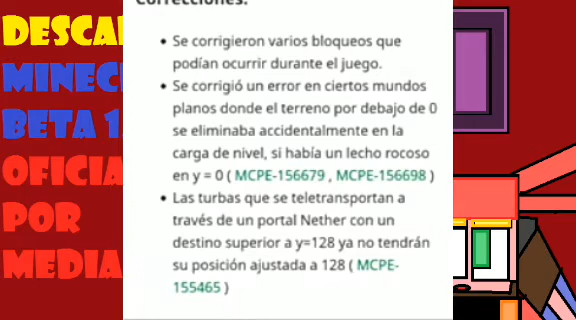 Correcciones:
• Se corrigieron varios bloqueos que
podían ocurrir durante el juego.
• Se corrigió un error en ciertos mundos
planos donde el terreno por debajo de 0
se eliminaba accidentalmente en la
carga de nivel, si había un lecho rocoso
en y = 0 ( MCPE-156679 , MCPE-156698 )
• Las turbas que se teletransportan a
través de un portal Nether con un
destino superior a y=128 ya no tendrán
su posición ajustada a 128 ( MCPE-
155465 )
DESCA
MINEC
BETA 1
OFICIA
POR
MEDIA